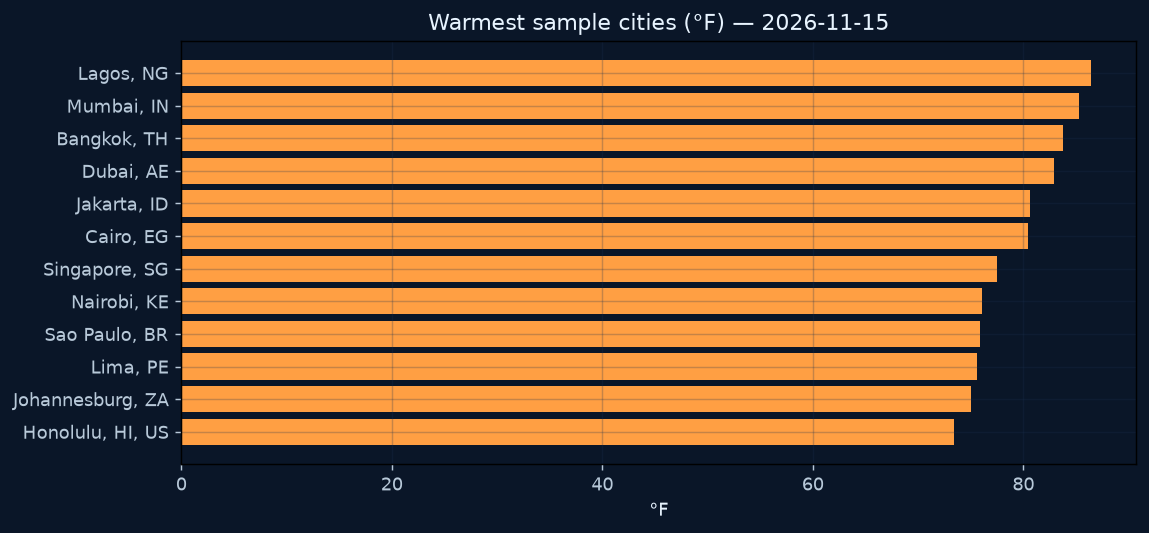 Warmest sample cities (°F) — 2026-11-15
Lagos, NG
Mumbai, IN
Bangkok, TH
Dubai, AE
Jakarta, ID
Cairo, EG
Singapore, SG
Nairobi, KE
Sao Paulo, BR
Lima, PE
Johannesburg, ZA
Honolulu, HI, US
0 20 40 60 80
°F